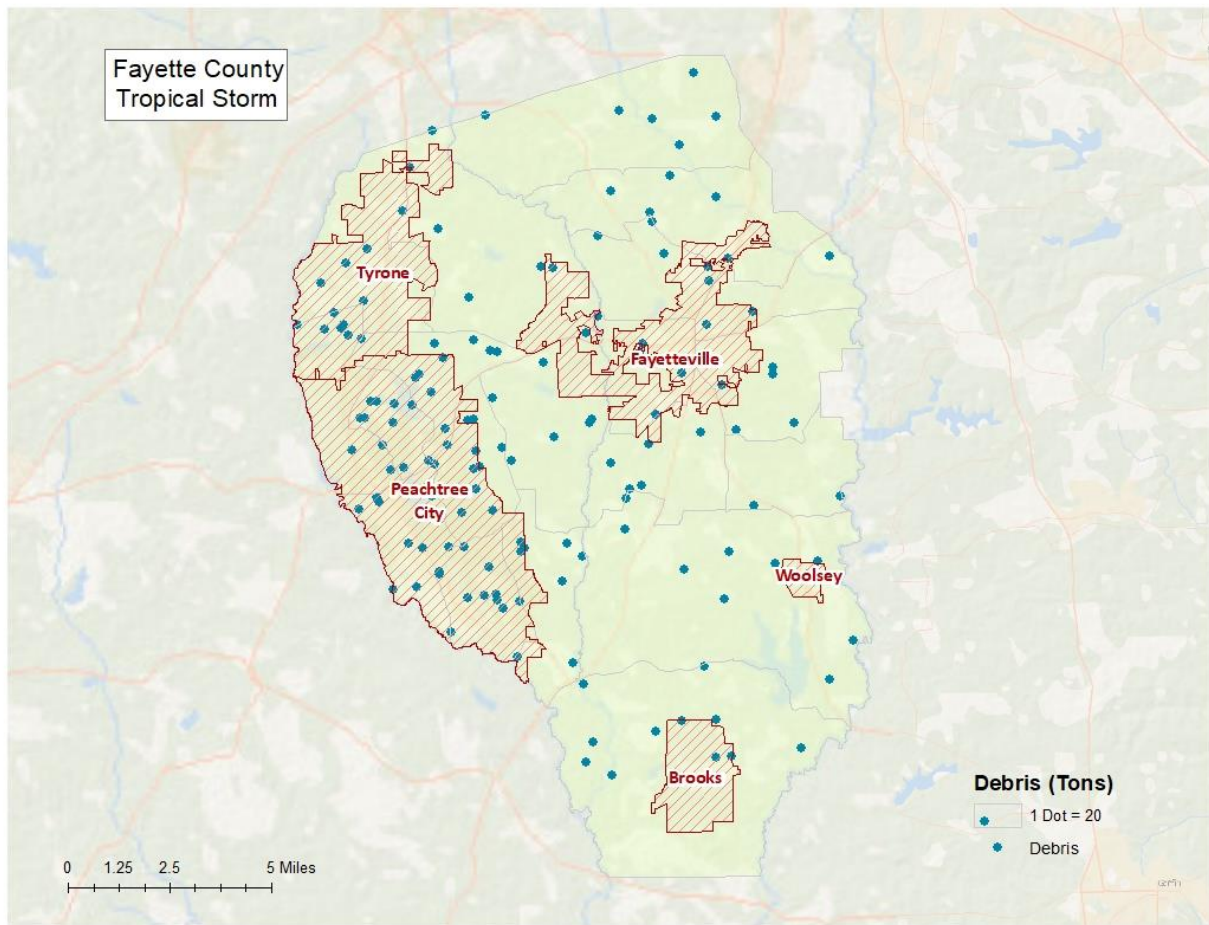 Fayette County
Tropical Storm
Tyrone
Fayetteville
Peachtree
City
Woolsey
Brooks
Debris (Tons)
1 Dot = 20
Debris
0 1.25 2.5 5 Miles